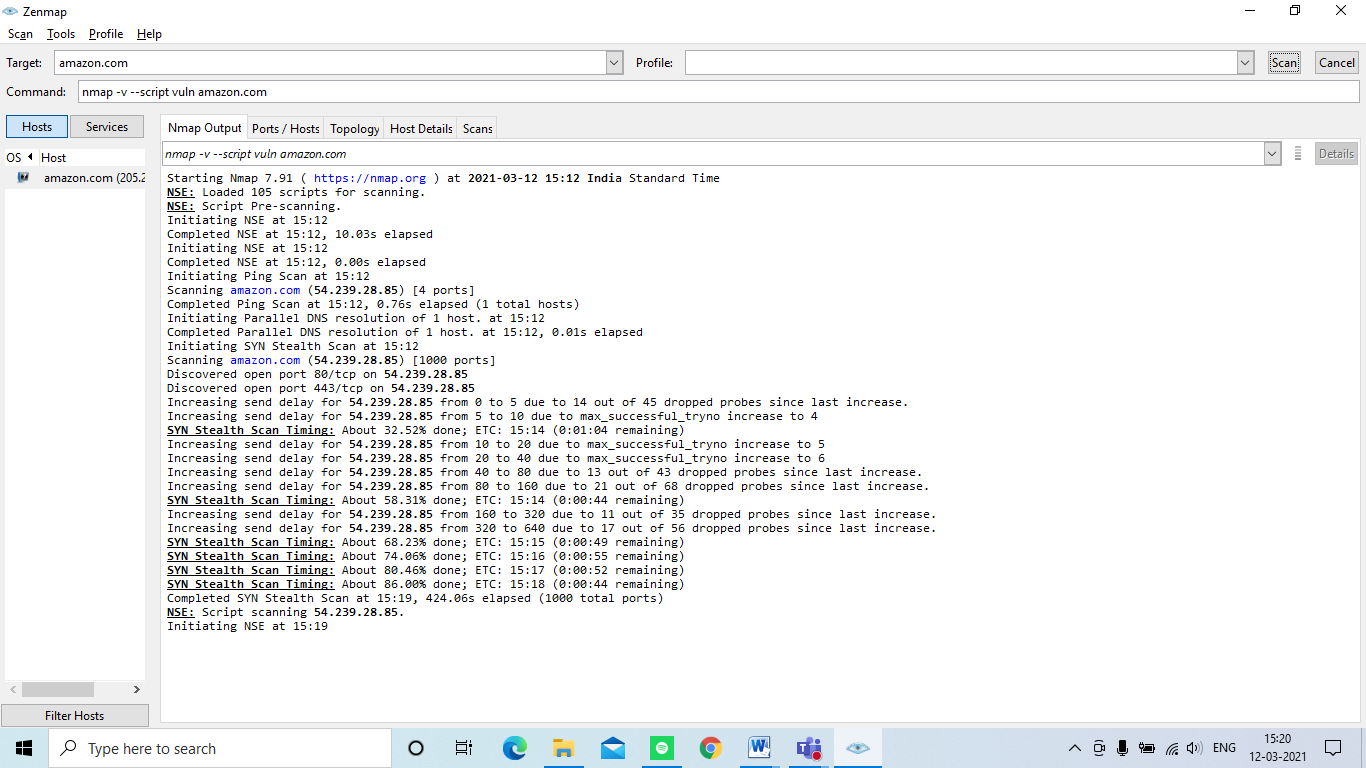 Zenmap
Scan Tools Profile Help
Target: amazon.com Profile: Scan Cancel
Command: nmap -v --script vuln amazon.com
Hosts Services
Nmap Output Ports / Hosts Topology Host Details Scans
OS Host
nmap -v --script vuln amazon.com Details
amazon.com (205.2
Starting Nmap 7.91 ( https://nmap.org ) at 2021-03-12 15:12 India Standard Time
NSE: Loaded 105 scripts for scanning.
NSE: Script Pre-scanning.
Initiating NSE at 15:12
Completed NSE at 15:12, 10.03s elapsed
Initiating NSE at 15:12
Completed NSE at 15:12, 0.00s elapsed
Initiating Ping Scan at 15:12
Scanning amazon.com (54.239.28.85) [4 ports]
Completed Ping Scan at 15:12, 0.76s elapsed (1 total hosts)
Initiating Parallel DNS resolution of 1 host. at 15:12
Completed Parallel DNS resolution of 1 host. at 15:12, 0.01s elapsed
Initiating SYN Stealth Scan at 15:12
Scanning amazon.com (54.239.28.85) [1000 ports]
Discovered open port 80/tcp on 54.239.28.85
Discovered open port 443/tcp on 54.239.28.85
Increasing send delay for 54.239.28.85 from 0 to 5 due to 14 out of 45 dropped probes since last increase.
Increasing send delay for 54.239.28.85 from 5 to 10 due to max_successful_tryno increase to 4
SYN Stealth Scan Timing: About 32.52% done; ETC: 15:14 (0:01:04 remaining)
Increasing send delay for 54.239.28.85 from 10 to 20 due to max_successful_tryno increase to 5
Increasing send delay for 54.239.28.85 from 20 to 40 due to max_successful_tryno increase to 6
Increasing send delay for 54.239.28.85 from 40 to 80 due to 13 out of 43 dropped probes since last increase.
Increasing send delay for 54.239.28.85 from 80 to 160 due to 21 out of 68 dropped probes since last increase.
SYN Stealth Scan Timing: About 58.31% done; ETC: 15:14 (0:00:44 remaining)
Increasing send delay for 54.239.28.85 from 160 to 320 due to 11 out of 35 dropped probes since last increase.
Increasing send delay for 54.239.28.85 from 320 to 640 due to 17 out of 56 dropped probes since last increase.
SYN Stealth Scan Timing: About 68.23% done; ETC: 15:15 (0:00:49 remaining)
SYN Stealth Scan Timing: About 74.06% done; ETC: 15:16 (0:00:55 remaining)
SYN Stealth Scan Timing: About 80.46% done; ETC: 15:17 (0:00:52 remaining)
SYN Stealth Scan Timing: About 86.00% done; ETC: 15:18 (0:00:44 remaining)
Completed SYN Stealth Scan at 15:19, 424.06s elapsed (1000 total ports)
NSE: Script scanning 54.239.28.85.
Initiating NSE at 15:19
Filter Hosts
Type here to search
ENG
15:20
12-03-2021